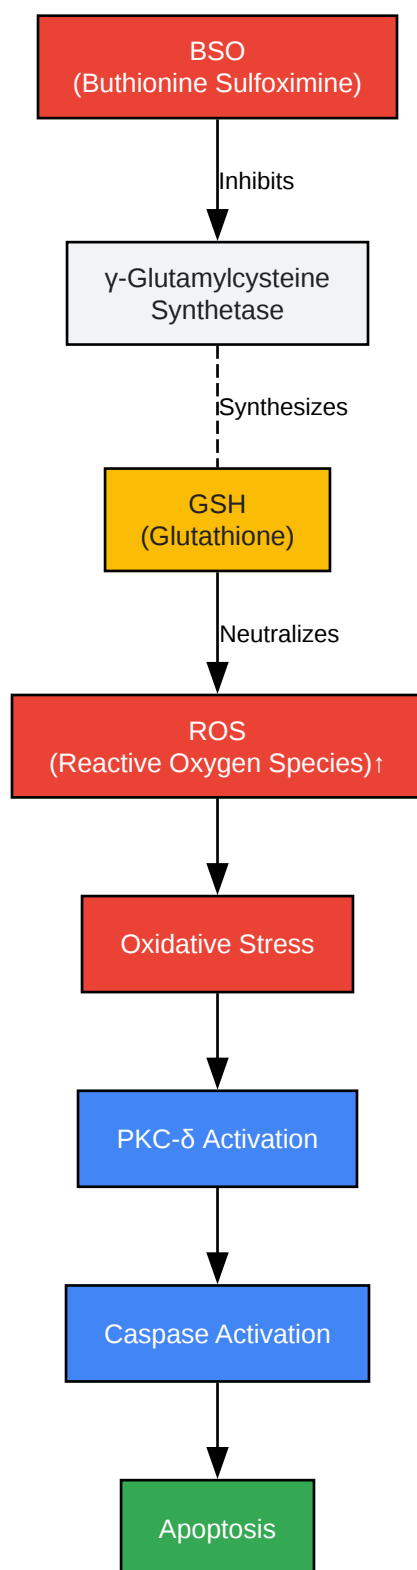 BSO
(Buthionine Sulfoximine)
Inhibits
γ-Glutamylcysteine
Synthetase
Synthesizes
GSH
(Glutathione)
Neutralizes
ROS
(Reactive Oxygen Species)↑
Oxidative Stress
PKC-δ Activation
Caspase Activation
Apoptosis